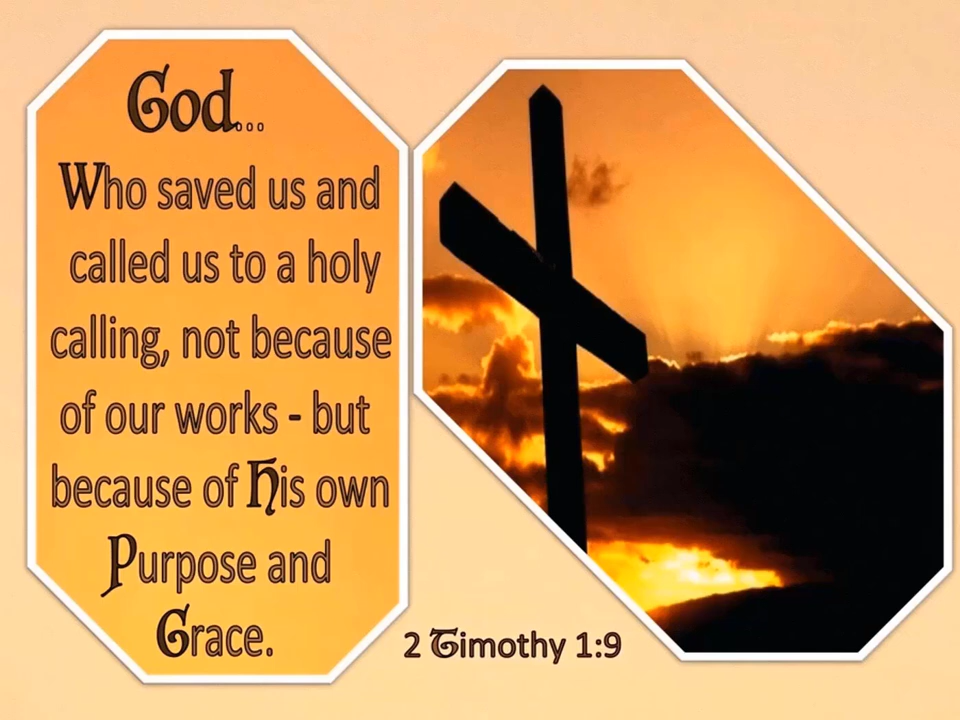 God...
Who saved us and
called us to a holy
calling, not because
of our works - but
because of His own
Purpose and
Grace.
2 Timothy 1:9